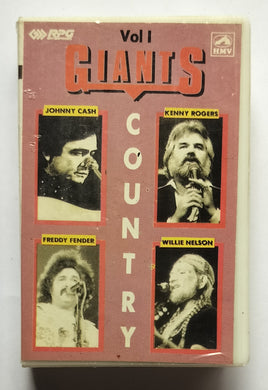 RPG
Vol I
HMV
GIANTS
JOHNNY CASH
KENNY ROGERS
COUNTRY
FREDDY FENDER
WILLIE NELSON